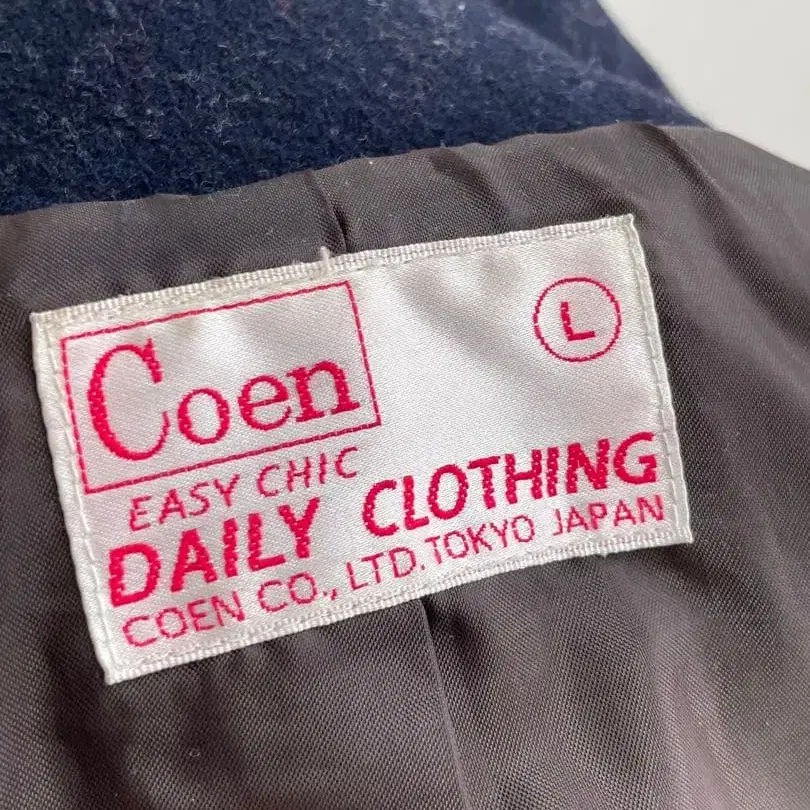 Coen
L
EASY CHIC
DAILY CLOTHING
COEN CO., LTD. TOKYO JAPAN